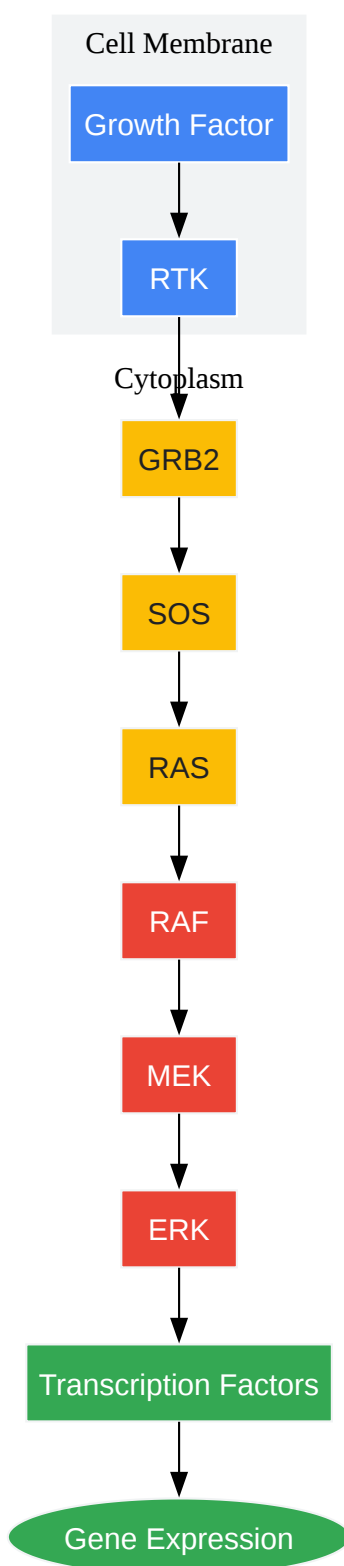 Cell Membrane
Growth Factor
RTK
Cytoplasm
GRB2
SOS
RAS
RAF
MEK
ERK
Transcription Factors
Gene Expression